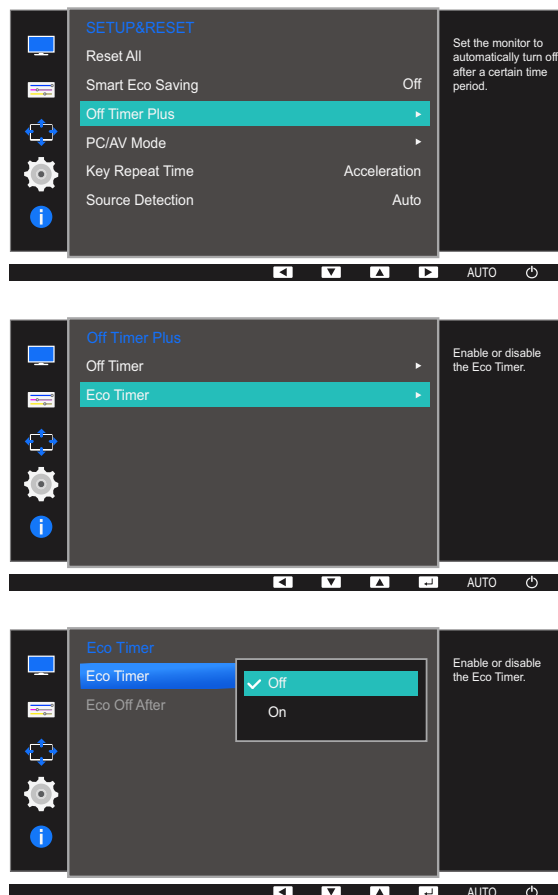 SETUP&RESET
Reset All
Smart Eco Saving Off
Off Timer Plus
PC/AV Mode
Key Repeat Time Acceleration
Source Detection Auto
Set the monitor to
automatically turn off
after a certain time
period.
AUTO
Off Timer Plus
Off Timer
Eco Timer
Enable or disable
the Eco Timer.
AUTO
Eco Timer
Eco Timer
Off
Eco Off After
On
Enable or disable
the Eco Timer.
AUTO